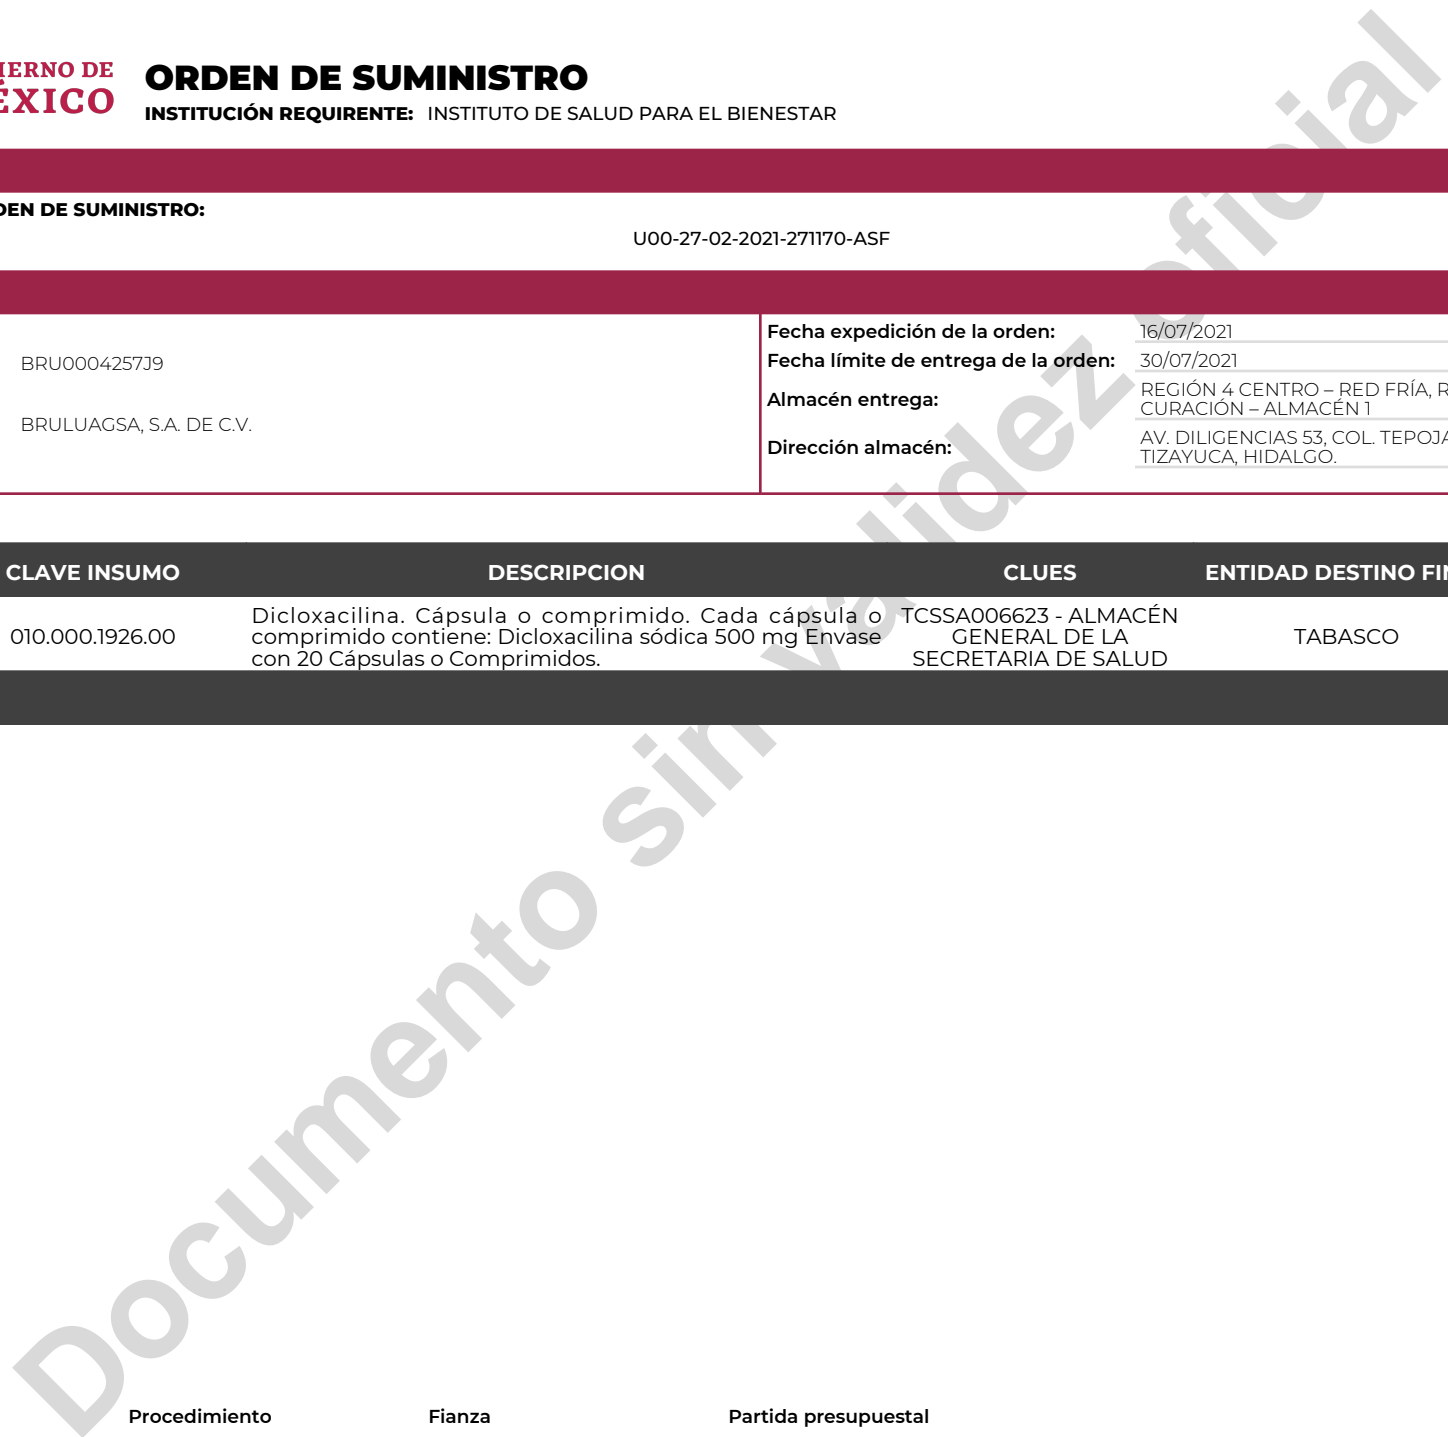 IERNO DE
ÉXICO
ORDEN DE SUMINISTRO
INSTITUCIÓN REQUIRENTE: INSTITUTO DE SALUD PARA EL BIENESTAR
DEN DE SUMINISTRO:
U00-27-02-2021-271170-ASF
BRU0004257J9
BRULUAGSA, S.A. DE C.V.
Fecha expedición de la orden: 16/07/2021
Fecha límite de entrega de la orden: 30/07/2021
Almacén entrega: REGIÓN 4 CENTRO – RED FRÍA, R
CURACIÓN – ALMACÉN 1
Dirección almacén: AV. DILIGENCIAS 53, COL. TEPOJA
TIZAYUCA, HIDALGO.
CLAVE INSUMO DESCRIPCION CLUES ENTIDAD DESTINO FIN
010.000.1926.00
Dicloxacilina. Cápsula o comprimido. Cada cápsula o
comprimido contiene: Dicloxacilina sódica 500 mg Envase
con 20 Cápsulas o Comprimidos.
TCSSA006623 - ALMACÉN
GENERAL DE LA
SECRETARIA DE SALUD
TABASCO
Documento sin validez oficial
Procedimiento Fianza Partida presupuestal